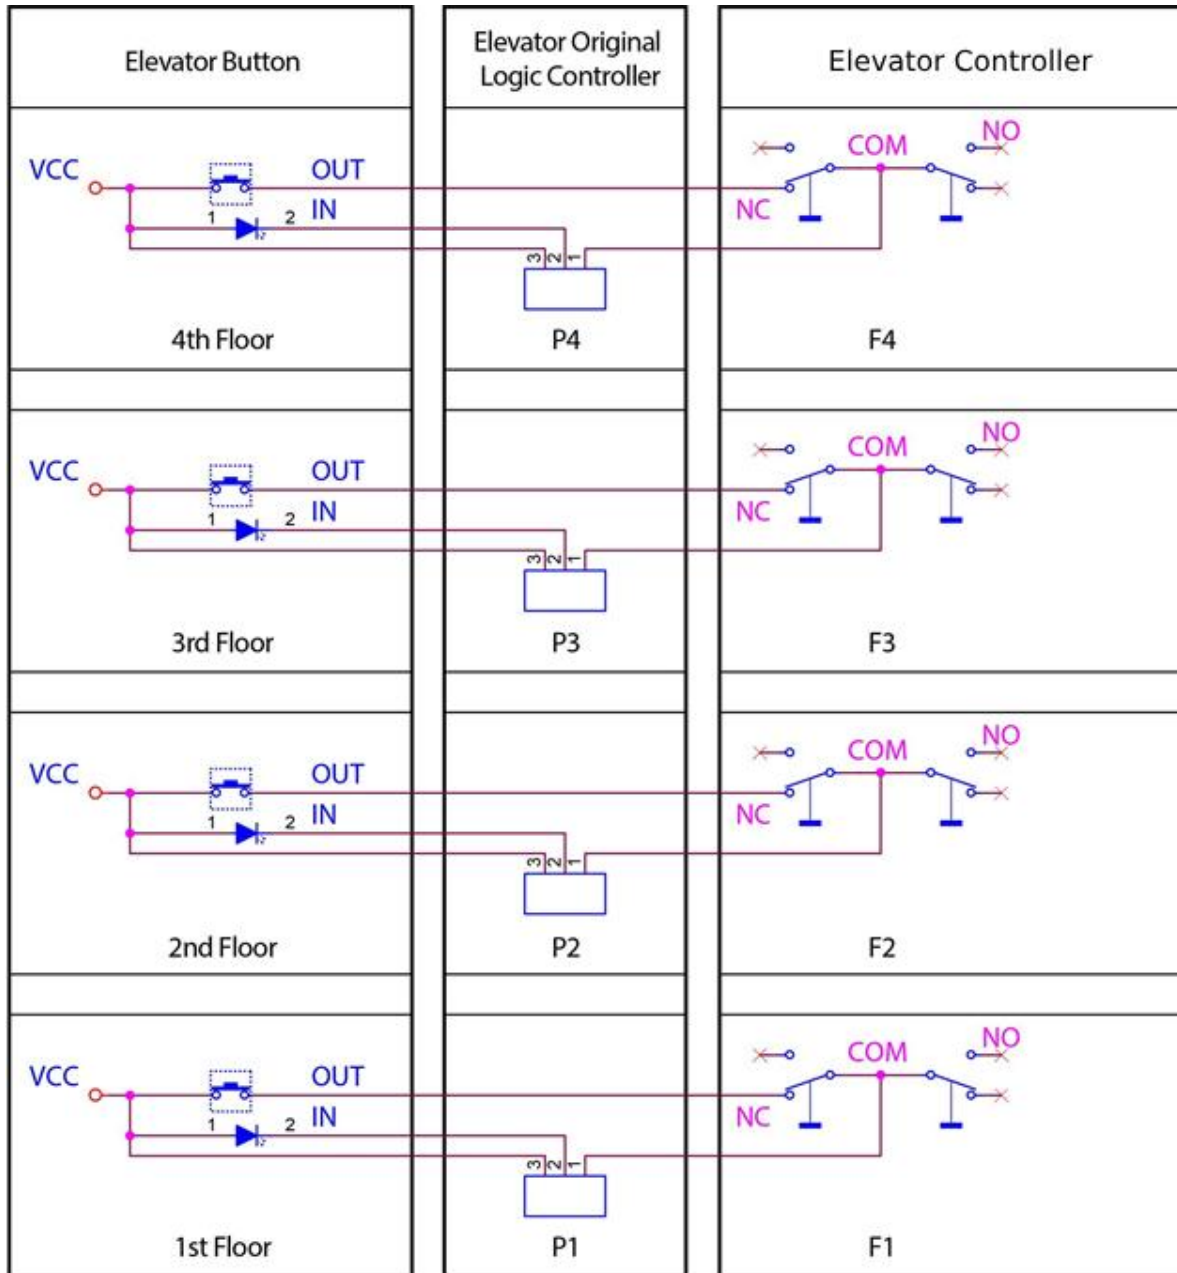 Elevator Button
Elevator Original
Logic Controller
Elevator Controller
VCC
OUT
IN
1
2
3
2
1
COM
NO
NC
4th Floor
P4
F4
VCC
OUT
IN
1
2
3
2
1
COM
NO
NC
3rd Floor
P3
F3
VCC
OUT
IN
1
2
3
2
1
COM
NO
NC
2nd Floor
P2
F2
VCC
OUT
IN
1
2
3
2
1
COM
NO
NC
1st Floor
P1
F1